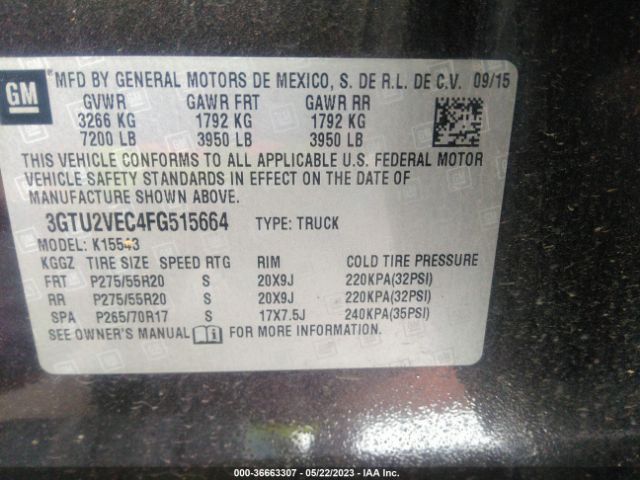 GM
MFD BY GENERAL MOTORS DE MEXICO, S. DE R.L. DE C.V. 09/15
GVWR GAWR FRT GAWR RR
3266 KG 1792 KG 1792 KG
7200 LB 3950 LB 3950 LB
THIS VEHICLE CONFORMS TO ALL APPLICABLE U.S. FEDERAL MOTOR
VEHICLE SAFETY STANDARDS IN EFFECT ON THE DATE OF
MANUFACTURE SHOWN ABOVE.
3GTU2VEC4FG515664 TYPE: TRUCK
MODEL: K15543
KGGZ TIRE SIZE SPEED RTG RIM COLD TIRE PRESSURE
FRT P275/55R20 S 20X9J 220KPA(32PSI)
RR P275/55R20 S 20X9J 220KPA(32PSI)
SPA P265/70R17 S 17X7.5J 240KPA(35PSI)
SEE OWNER'S MANUAL FOR MORE INFORMATION.
000-36663307 - 05/22/2023 - IAA Inc.